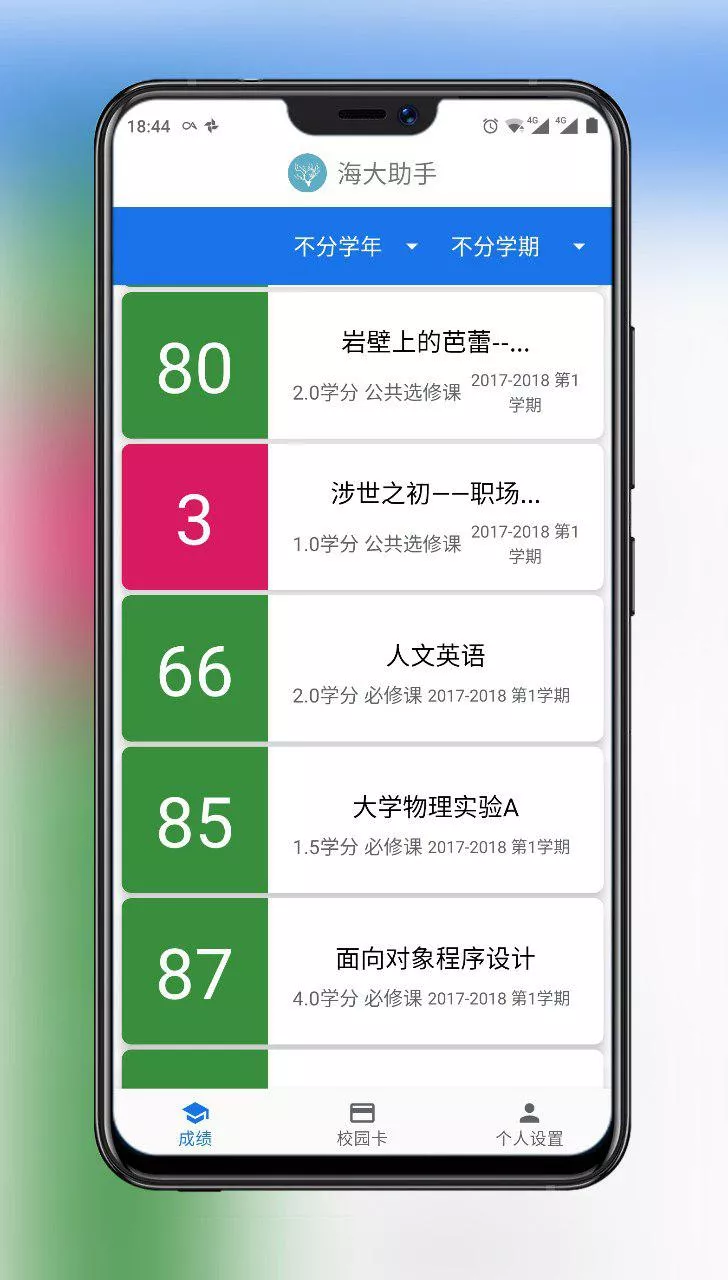 18:44
4G 4G
海大助手
不分学年 不分学期
80
岩壁上的芭蕾--...
2.0学分 公共选修课 2017-2018 第1
学期
3
涉世之初——职场...
1.0学分 公共选修课 2017-2018 第1
学期
66
人文英语
2.0学分 必修课 2017-2018 第1学期
85
大学物理实验A
1.5学分 必修课 2017-2018 第1学期
87
面向对象程序设计
4.0学分 必修课 2017-2018 第1学期
成绩 校园卡 个人设置